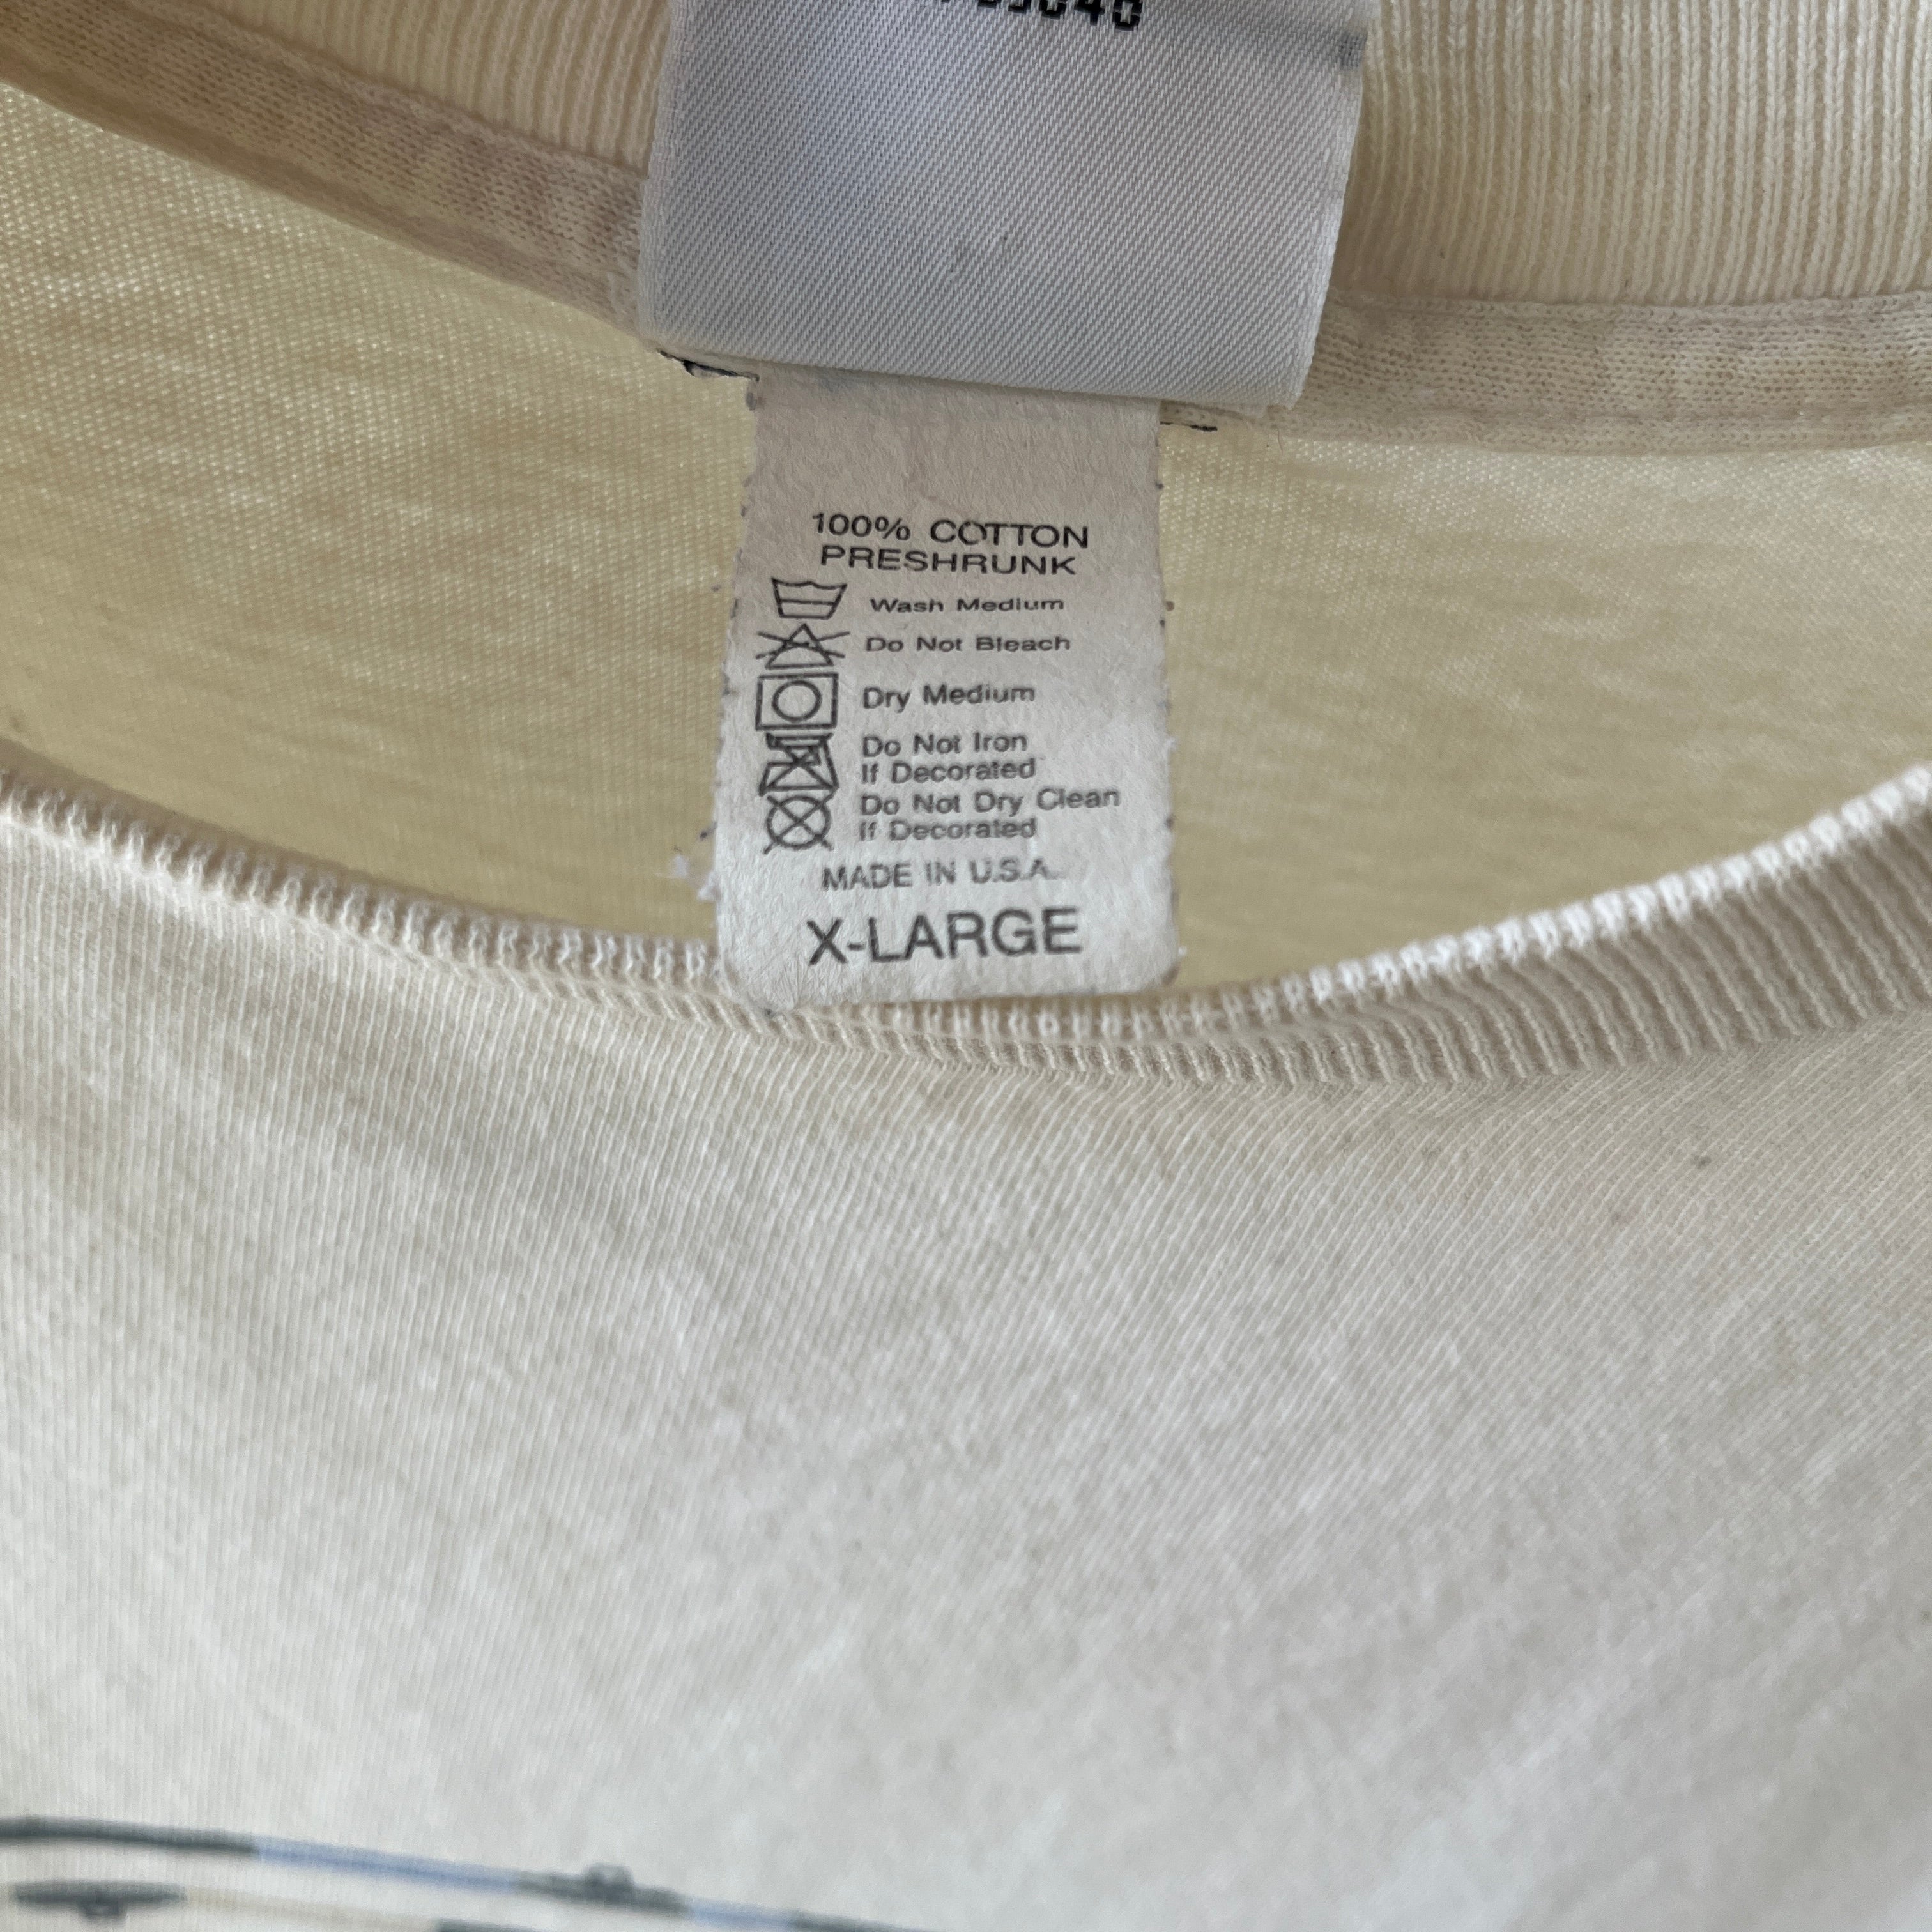 100% COTTON
PRESHRUNK
Wash Medium
Do Not Bleach
Dry Medium
Do Not Iron
If Decorated
Do Not Dry Clean
If Decorated
MADE IN U.S.A.
X-LARGE